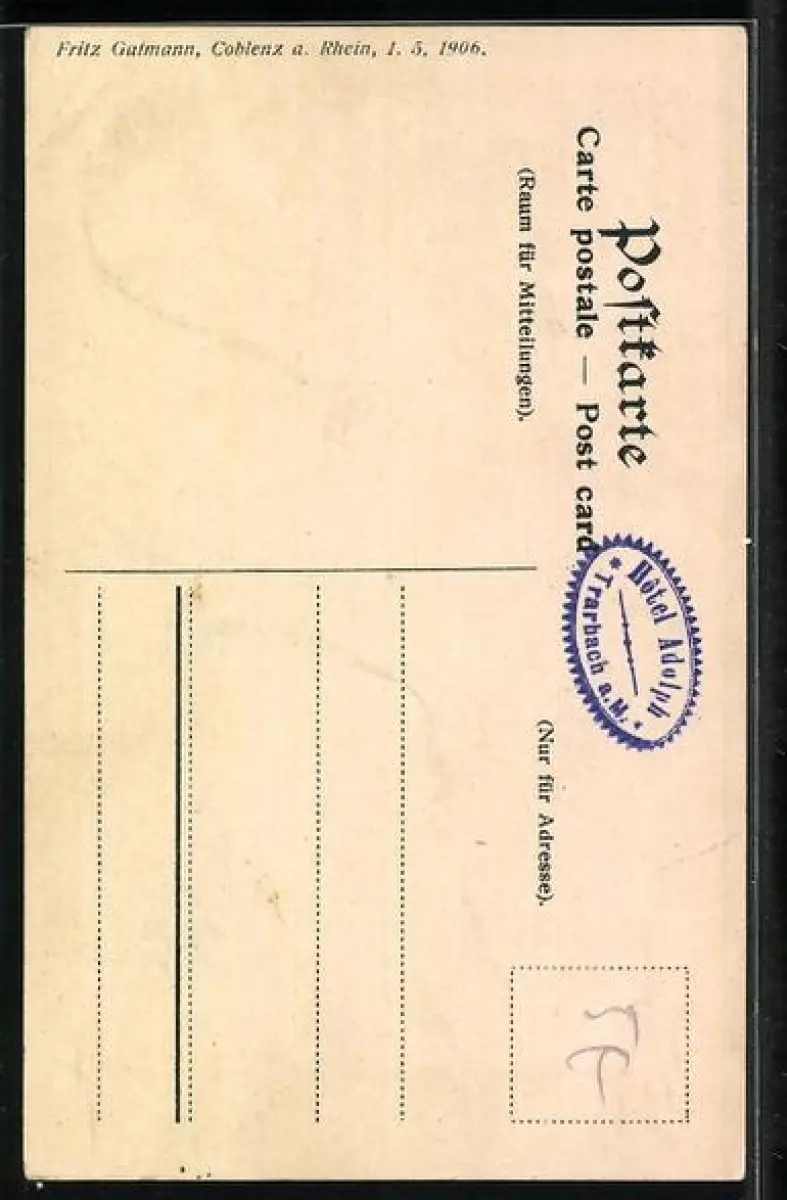 Poſtkarte
Carte postale — Post card
(Raum für Mitteilungen).
(Nur für Adresse).
Hôtel Adolph
* Trarbach a. M. *
Fritz Gutmann, Coblenz a. Rhein, 1. 5. 1906.